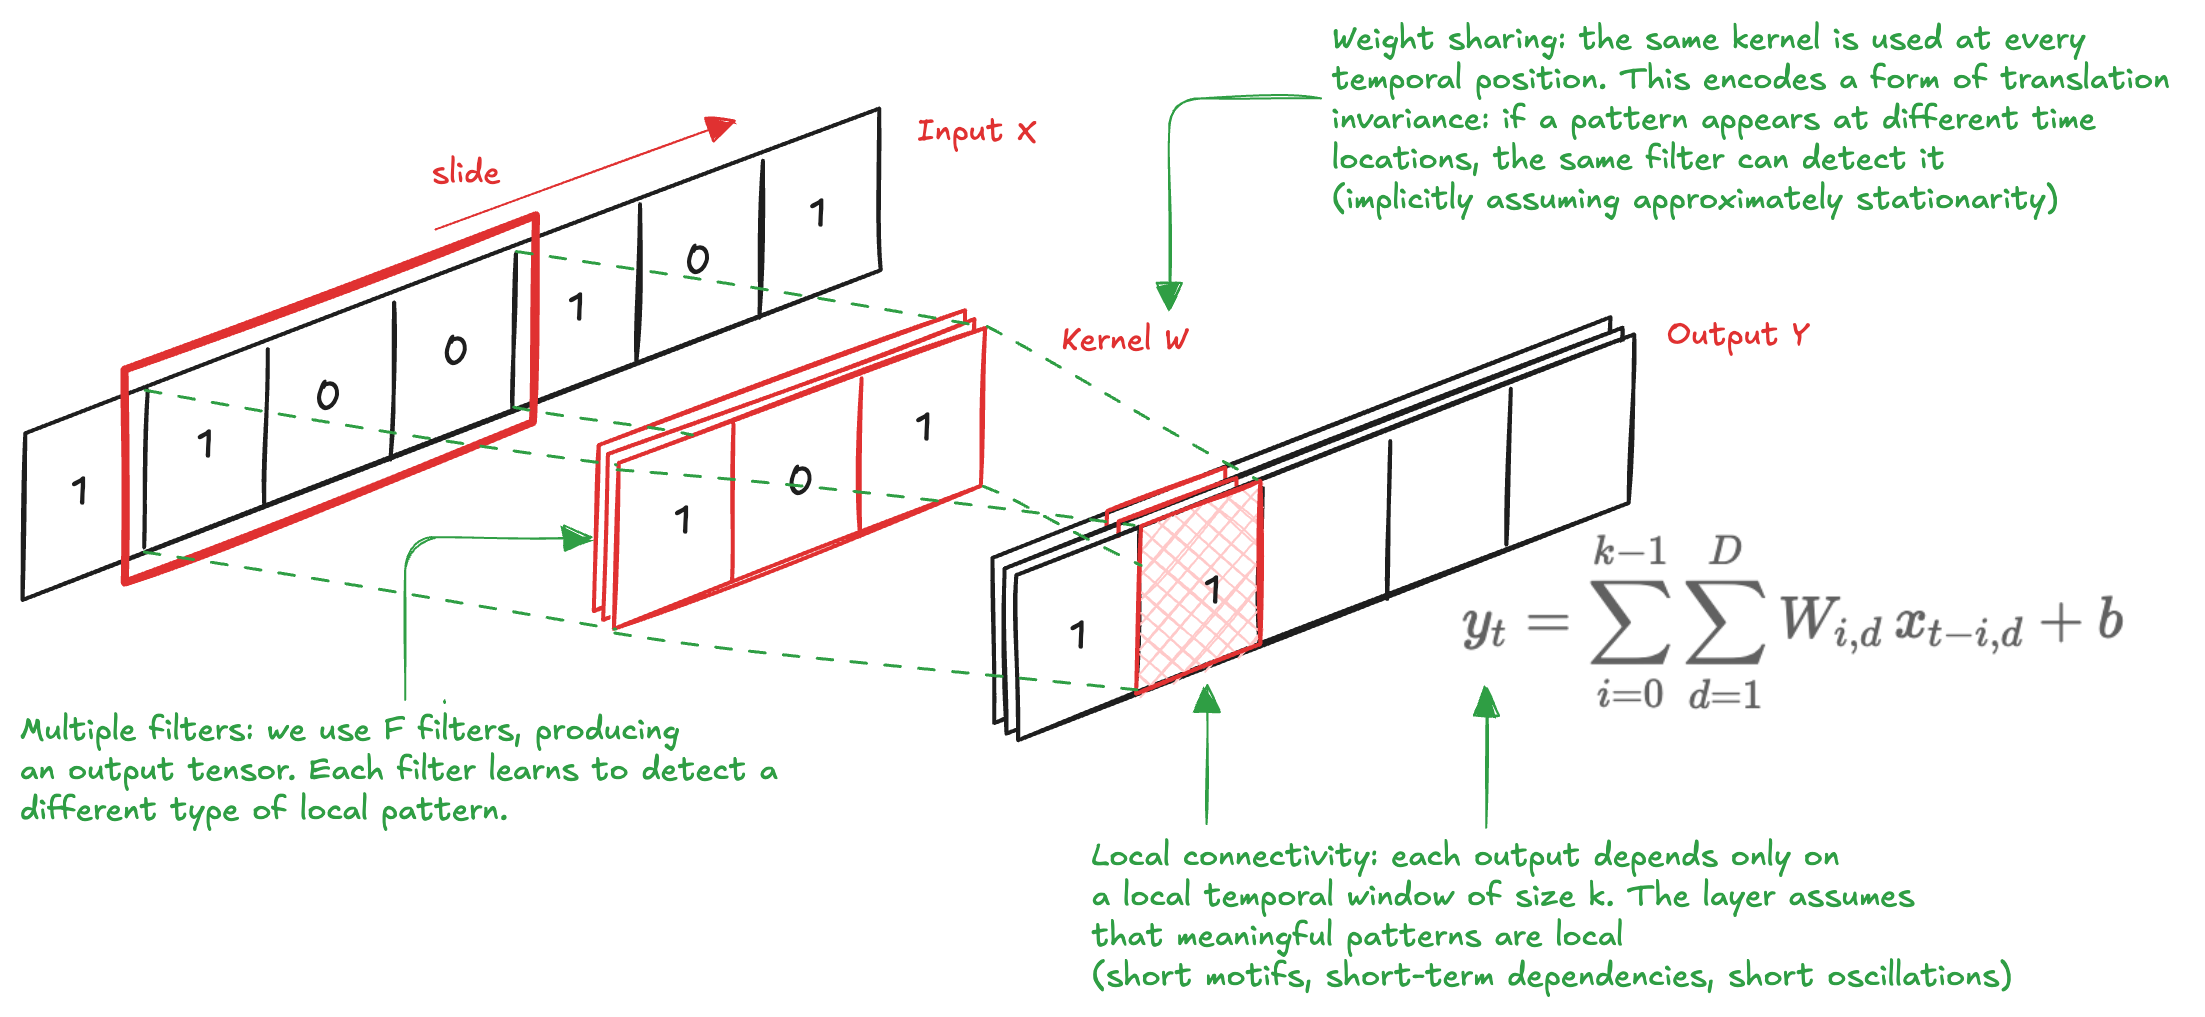 Weight sharing: the same kernel is used at every
temporal position. This encodes a form of translation
invariance: if a pattern appears at different time
locations, the same filter can detect it
(implicitly assuming approximately stationarity)
Input X
slide
1 1 0 0 1 0 1
Kernel W
1 0 1
Output Y
1 1
y_t = \sum_{i=0}^{k-1} \sum_{d=1}^{D} W_{i,d} x_{t-i,d} + b
Multiple filters: we use F filters, producing
an output tensor. Each filter learns to detect a
different type of local pattern.
Local connectivity: each output depends only on
a local temporal window of size k. The layer assumes
that meaningful patterns are local
(short motifs, short-term dependencies, short oscillations)